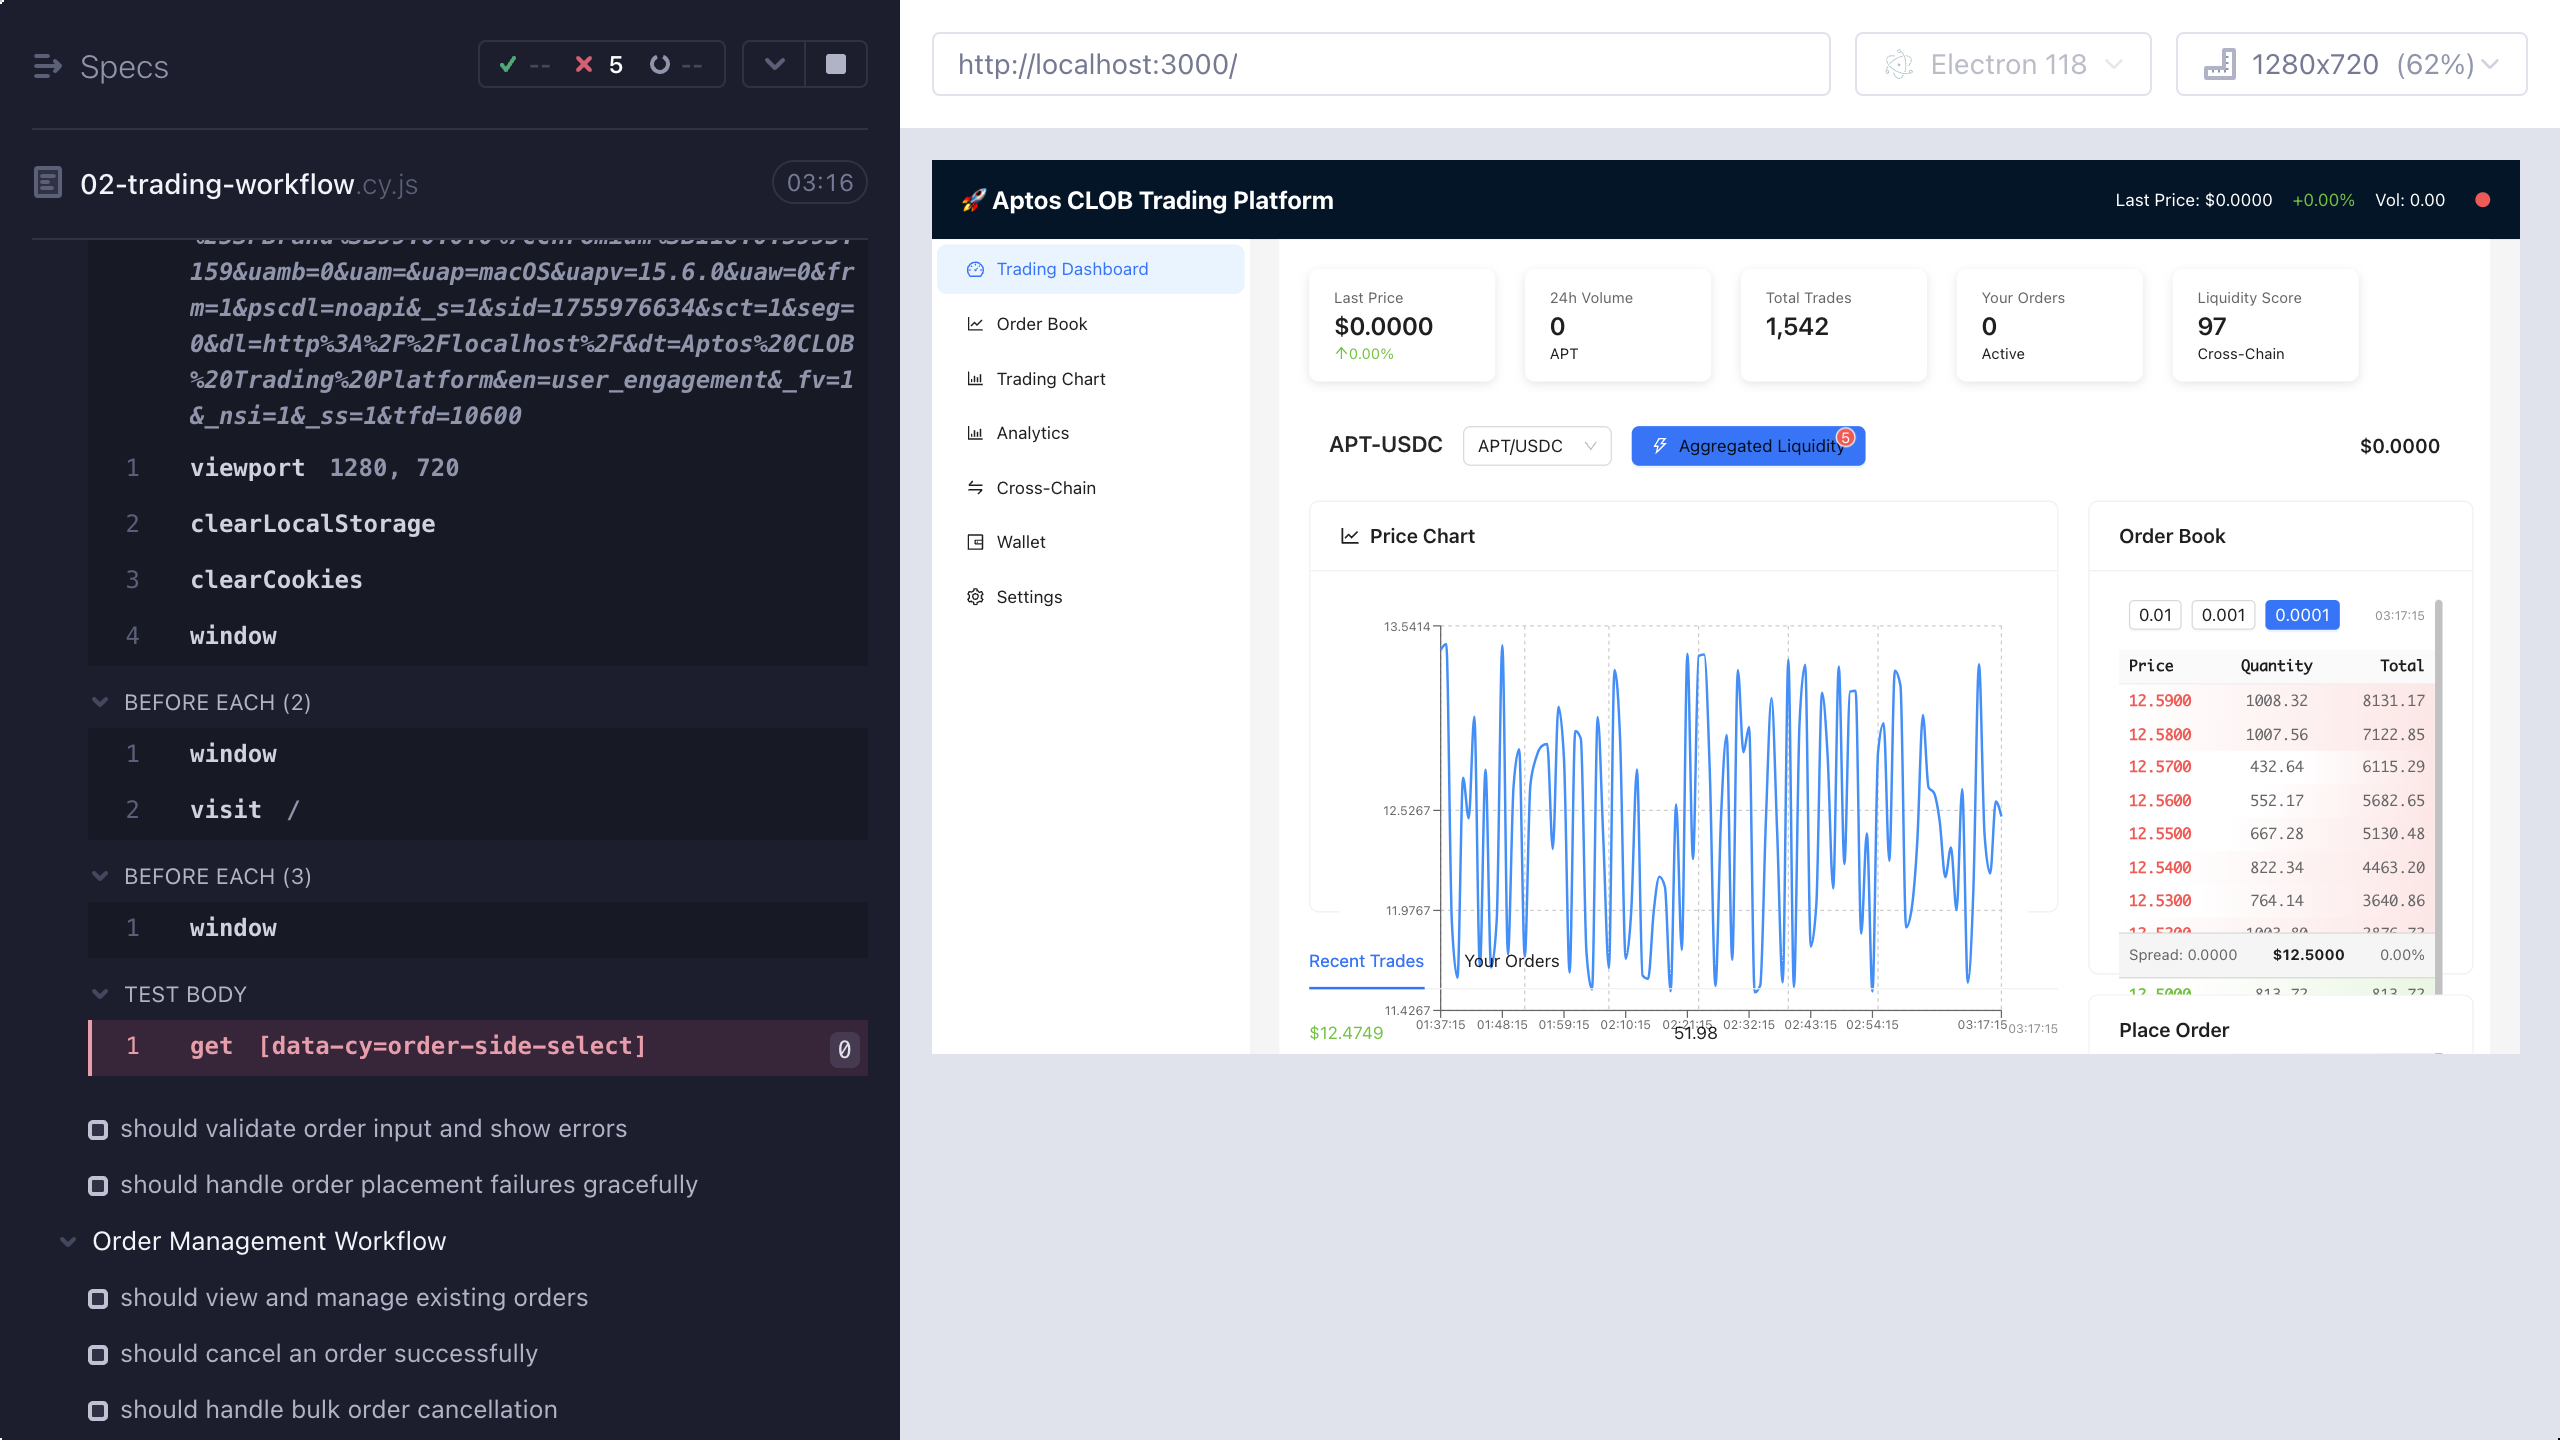 Specs
-- 5 --
02-trading-workflow.cy.js
03:16
159&uamb=0&uam=&uap=macOS&uapv=15.6.0&uaw=0&fr
m=1&pscdl=noapi&_s=1&sid=1755976634&sct=1&seg=
0&dl=http%3A%2F%2Flocalhost%2F&dt=Aptos%20CLOB
%20Trading%20Platform&en=user_engagement&_fv=1
&_nsi=1&_ss=1&tfd=10600
1 viewport 1280, 720
2 clearLocalStorage
3 clearCookies
4 window
BEFORE EACH (2)
1 window
2 visit /
BEFORE EACH (3)
1 window
TEST BODY
1 get [data-cy=order-side-select] 0
should validate order input and show errors
should handle order placement failures gracefully
Order Management Workflow
should view and manage existing orders
should cancel an order successfully
should handle bulk order cancellation
http://localhost:3000/
Electron 118
1280x720 (62%)
🚀 Aptos CLOB Trading Platform
Last Price: $0.0000 +0.00% Vol: 0.00
Trading Dashboard
Order Book
Trading Chart
Analytics
Cross-Chain
Wallet
Settings
Last Price
$0.0000
↑0.00%
24h Volume
0
APT
Total Trades
1,542
Your Orders
0
Active
Liquidity Score
97
Cross-Chain
APT-USDC
APT/USDC
Aggregated Liquidity
5
$0.0000
Price Chart
13.5414
12.5267
11.9767
11.4267
01:37:15 01:48:15 01:59:15 02:10:15 02:21:15 02:32:15 02:43:15 02:54:15 03:17:15
Recent Trades
Your Orders
$12.4749 51.98 03:17:15
Order Book
0.01 0.001 0.0001 03:17:15
Price Quantity Total
12.5900 1008.32 8131.17
12.5800 1007.56 7122.85
12.5700 432.64 6115.29
12.5600 552.17 5682.65
12.5500 667.28 5130.48
12.5400 822.34 4463.20
12.5300 764.14 3640.86
12.5200 1003.80 2876.72
Spread: 0.0000 $12.5000 0.00%
12.5000 813.72 813.72
Place Order